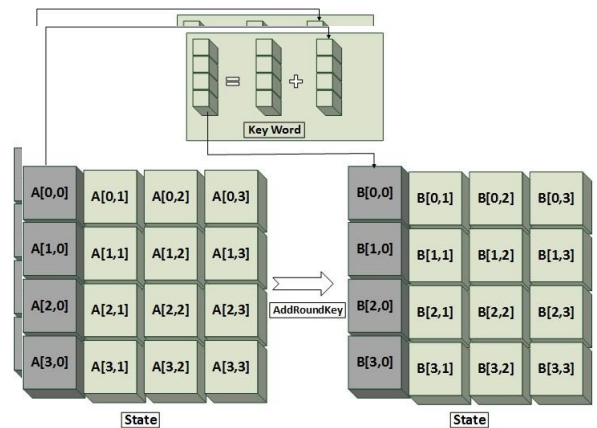 = +
Key Word
A[0,0] A[0,1] A[0,2] A[0,3]
A[1,0] A[1,1] A[1,2] A[1,3]
A[2,0] A[2,1] A[2,2] A[2,3]
A[3,0] A[3,1] A[3,2] A[3,3]
State
AddRoundKey
B[0,0] B[0,1] B[0,2] B[0,3]
B[1,0] B[1,1] B[1,2] B[1,3]
B[2,0] B[2,1] B[2,2] B[2,3]
B[3,0] B[3,1] B[3,2] B[3,3]
State